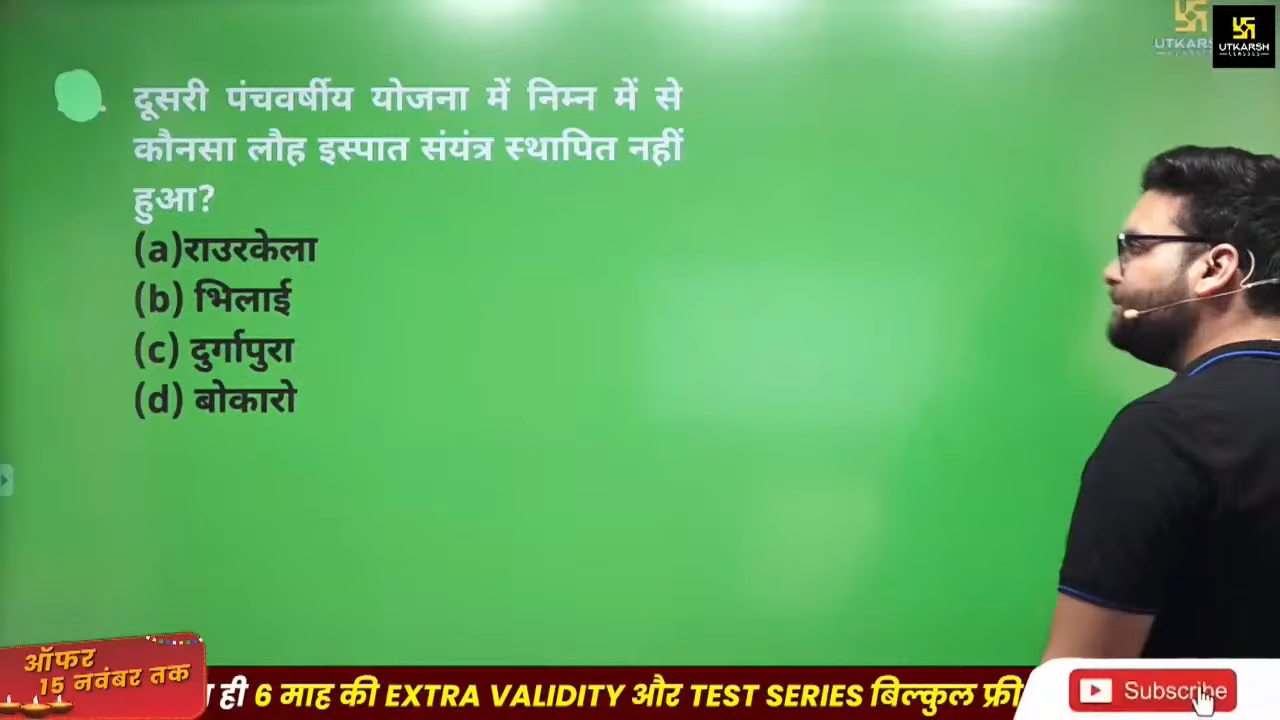 UTKARSH
CLASSES
दूसरी पंचवर्षीय योजना में निम्न में से
कौनसा लौह इस्पात संयंत्र स्थापित नहीं
हुआ?
(a)राउरकेला
(b) भिलाई
(c) दुर्गापुरा
(d) बोकारो
ऑफर
15 नवंबर तक
ही 6 माह की EXTRA VALIDITY और TEST SERIES बिल्कुल फ्री
Subscribe